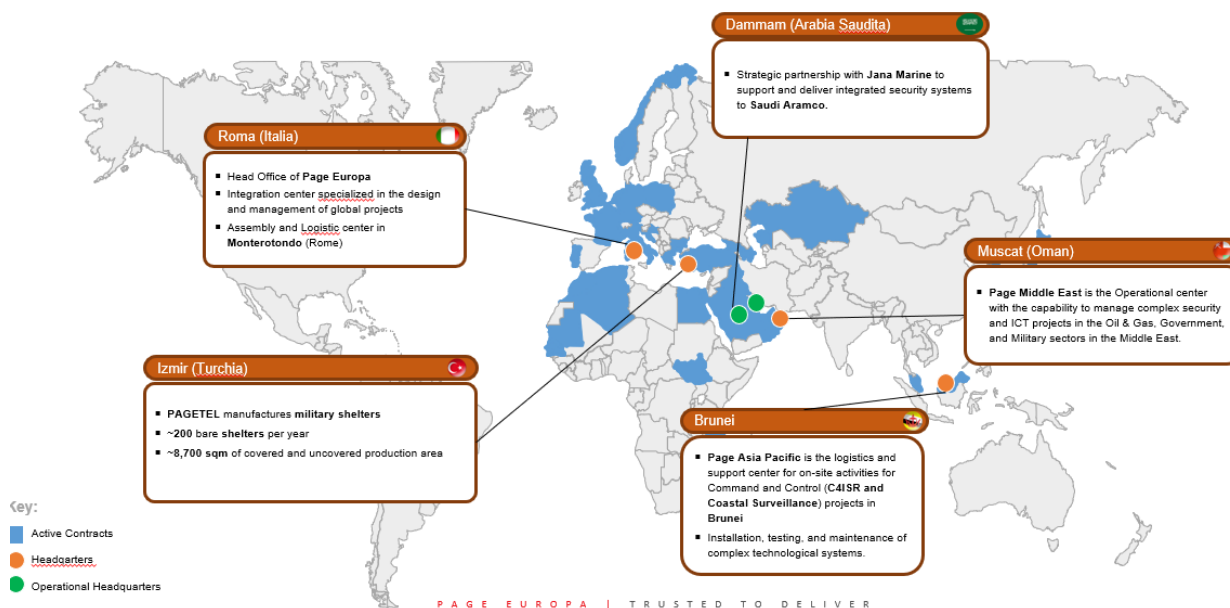 Dammam (Arabia Saudita)
Strategic partnership with Jana Marine to
support and deliver integrated security systems
to Saudi Aramco.
Roma (Italia)
Head Office of Page Europa
Integration center specialized in the design
and management of global projects
Assembly and Logistic center in
Monterotondo (Rome)
Muscat (Oman)
Page Middle East is the Operational center
with the capability to manage complex security
and ICT projects in the Oil & Gas, Government,
and Military sectors in the Middle East.
Izmir (Turchia)
PAGETEL manufactures military shelters
~200 bare shelters per year
~8,700 sqm of covered and uncovered production area
Brunei
Page Asia Pacific is the logistics and
support center for on-site activities for
Command and Control (C4ISR and
Coastal Surveillance) projects in
Brunei
Installation, testing, and maintenance of
complex technological systems.
Key:
Active Contracts
Headqarters
Operational Headquarters
PAGE EUROPA | TRUSTED TO DELIVER